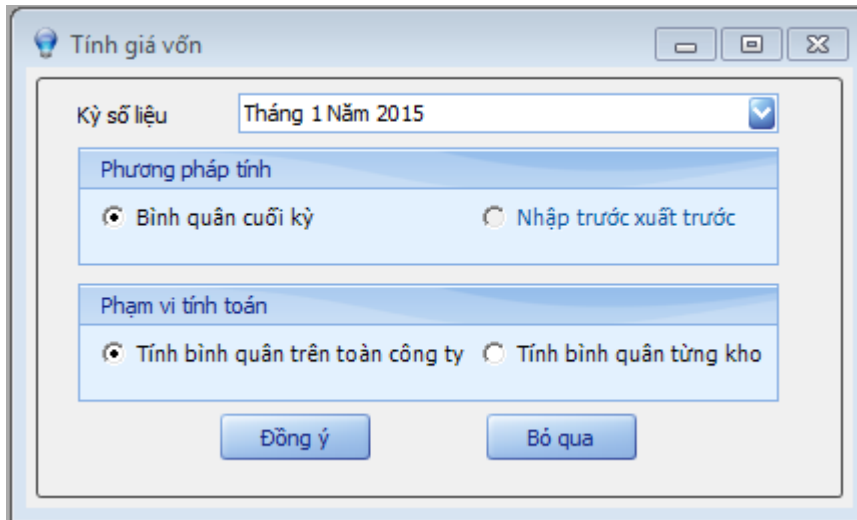 Tính giá vốn
Kỳ số liệu Tháng 1 Năm 2015
Phương pháp tính
Bình quân cuối kỳ Nhập trước xuất trước
Phạm vi tính toán
Tính bình quân trên toàn công ty Tính bình quân từng kho
Đồng ý Bỏ qua